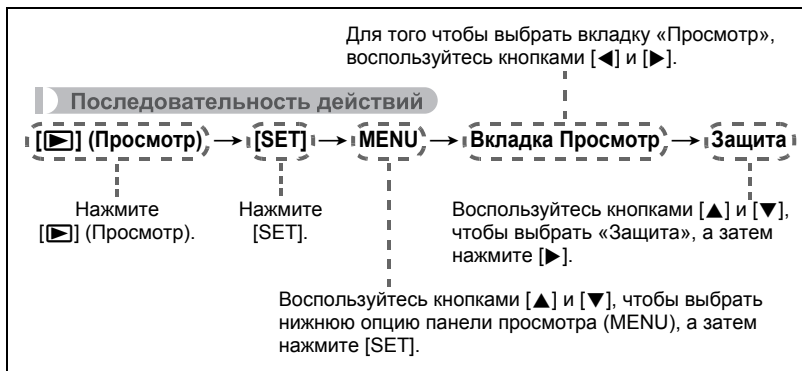 Для того чтобы выбрать вкладку «Просмотр»,
воспользуйтесь кнопками [◀] и [▶].
Последовательность действий
[▶] (Просмотр) → [SET] → MENU → Вкладка Просмотр → Защита
Нажмите
[▶] (Просмотр).
Нажмите
[SET].
Воспользуйтесь кнопками [▲] и [▼],
чтобы выбрать «Защита», а затем
нажмите [▶].
Воспользуйтесь кнопками [▲] и [▼], чтобы выбрать
нижнюю опцию панели просмотра (MENU), а затем
нажмите [SET].